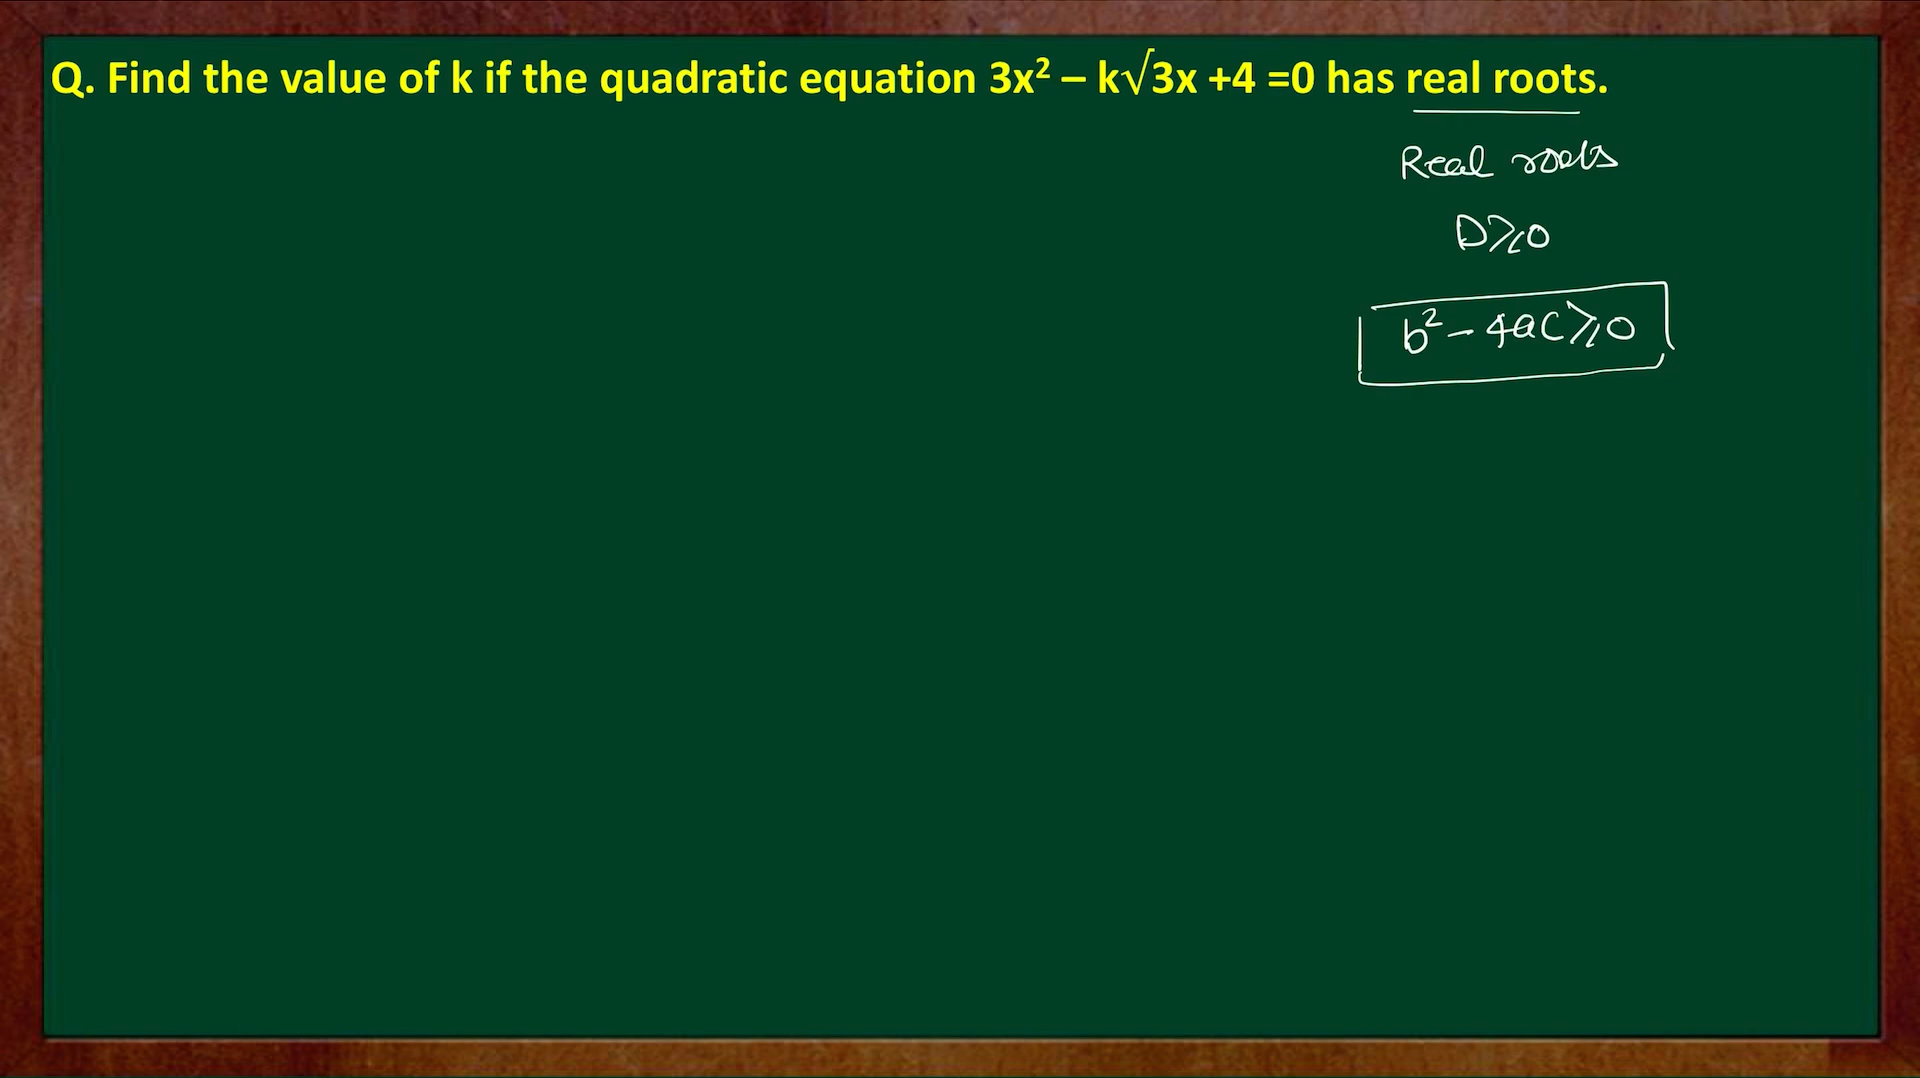 Q. Find the value of k if the quadratic equation 3x² – k√3x +4 =0 has real roots.
Real roots
D⩾0
b² – 4ac⩾0